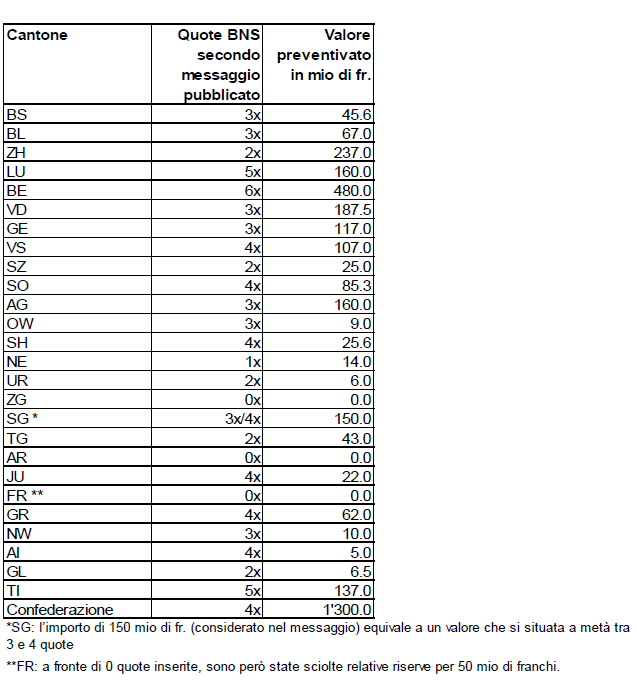 Cantone Quote BNS Valore
secondo preventivato
messaggio in mio di fr.
pubblicato
BS 3x 45.6
BL 3x 67.0
ZH 2x 237.0
LU 5x 160.0
BE 6x 480.0
VD 3x 187.5
GE 3x 117.0
VS 4x 107.0
SZ 2x 25.0
SO 4x 85.3
AG 3x 160.0
OW 3x 9.0
SH 4x 25.6
NE 1x 14.0
UR 2x 6.0
ZG 0x 0.0
SG * 3x/4x 150.0
TG 2x 43.0
AR 0x 0.0
JU 4x 22.0
FR ** 0x 0.0
GR 4x 62.0
NW 3x 10.0
AI 4x 5.0
GL 2x 6.5
TI 5x 137.0
Confederazione 4x 1'300.0
*SG: l'importo di 150 mio di fr. (considerato nel messaggio) equivale a un valore che si situata a metà tra
3 e 4 quote
**FR: a fronte di 0 quote inserite, sono però state sciolte relative riserve per 50 mio di franchi.